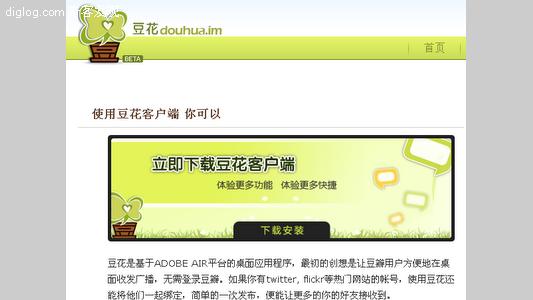 diglog.com
豆花douhua.im
BETA
首页
使用豆花客户端 你可以
立即下载豆花客户端
体验更多功能 体验更多快捷
下载安装
豆花是基于ADOBE AIR平台的桌面应用程序，最初的创想是让豆瓣用户方便地在桌
面收发广播，无需登录豆瓣。如果你有twitter, flickr等热门网站的帐号，使用豆花还
能将他们一起绑定，简单的一次发布，便能让更多的你的好友接收到。